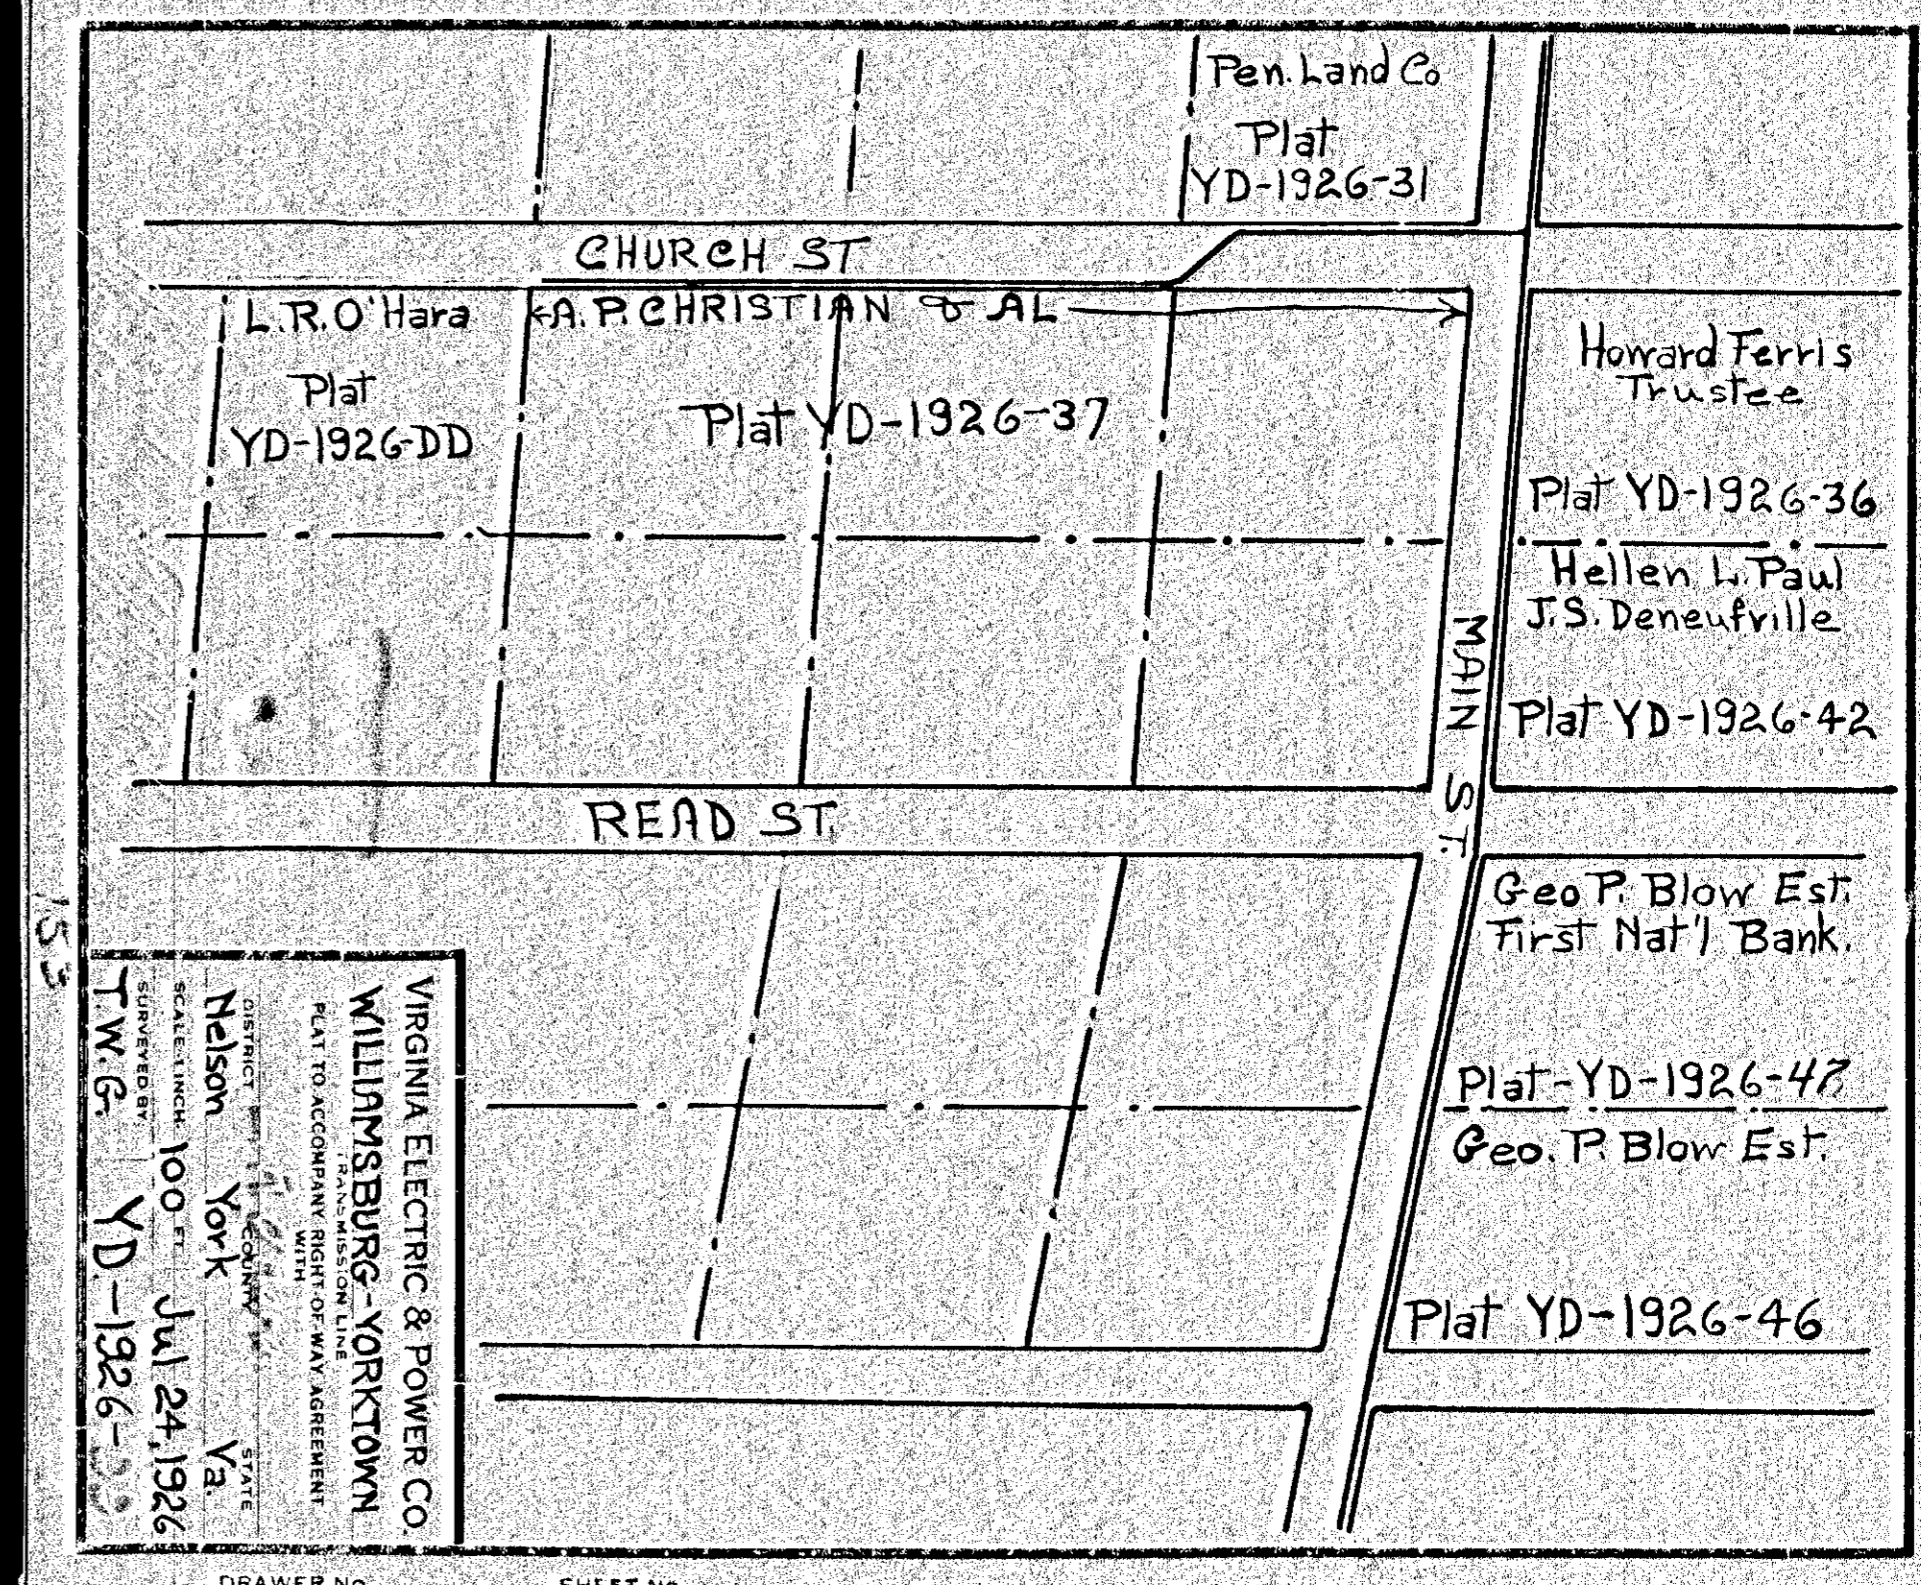 Pen. Land Co
Plat
YD-1926-31
CHURCH ST
L.R. O'Hara
Plat
YD-1926-DD
A.P. CHRISTIAN & AL
Plat YD-1926-37
Howard Ferris
Trustee
Plat YD-1926-36
Hellen L. Paul
J.S. Deneufville
Plat YD-1926-42
MAIN ST.
READ ST.
Geo P. Blow Est.
First Nat'l Bank.
Plat-YD-1926-47
Geo. P. Blow Est.
Plat YD-1926-46
153
VIRGINIA ELECTRIC & POWER CO.
WILLIAMSBURG-YORKTOWN
TRANSMISSION LINE
PLAT TO ACCOMPANY RIGHT OF WAY AGREEMENT
WITH
DISTRICT COUNTY STATE
Nelson York Va.
SCALE-1 INCH 100 FT. Jul 24, 1926
SURVEYED BY
T.W.G. YD-1926-
DRAWER NO. SHEET NO.